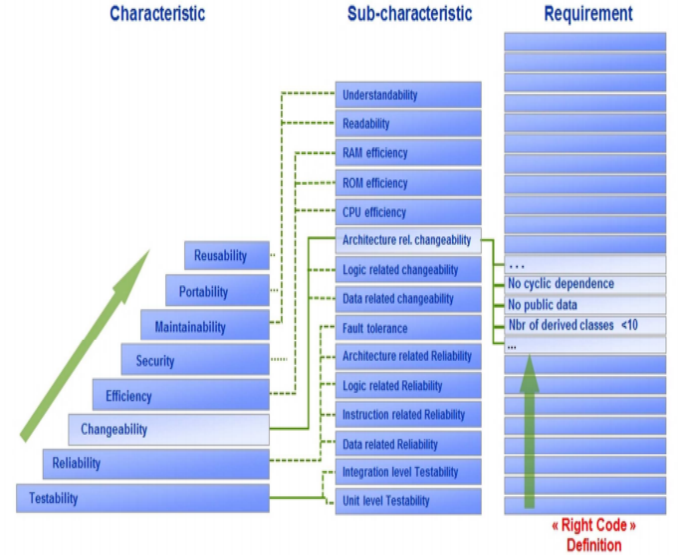 Characteristic
Sub-characteristic
Requirement
Understandability
Readability
RAM efficiency
ROM efficiency
CPU efficiency
Architecture rel. changeability
Logic related changeability
Data related changeability
Fault tolerance
Architecture related Reliability
Logic related Reliability
Instruction related Reliability
Data related Reliability
Integration level Testability
Unit level Testability
Reusability
Portability
Maintainability
Security
Efficiency
Changeability
Reliability
Testability
...
No cyclic dependence
No public data
Nbr of derived classes <10
...
« Right Code »
Definition